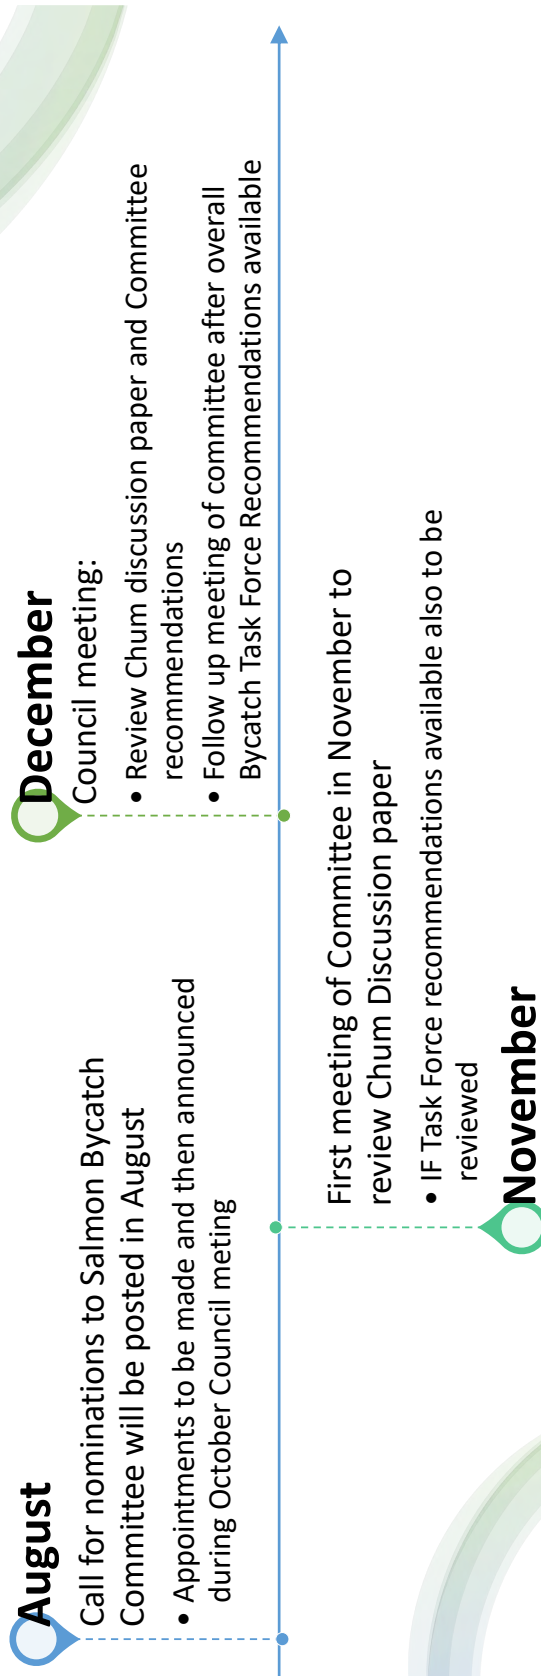 August
Call for nominations to Salmon Bycatch
Committee will be posted in August
• Appointments to be made and then announced
during October Council meting
November
First meeting of Committee in November to
review Chum Discussion paper
• IF Task Force recommendations available also to be
reviewed
December
Council meeting:
• Review Chum discussion paper and Committee
recommendations
• Follow up meeting of committee after overall
Bycatch Task Force Recommendations available